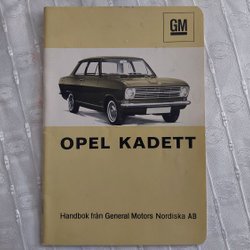 GM
OPEL KADETT
Handbok från General Motors Nordiska AB